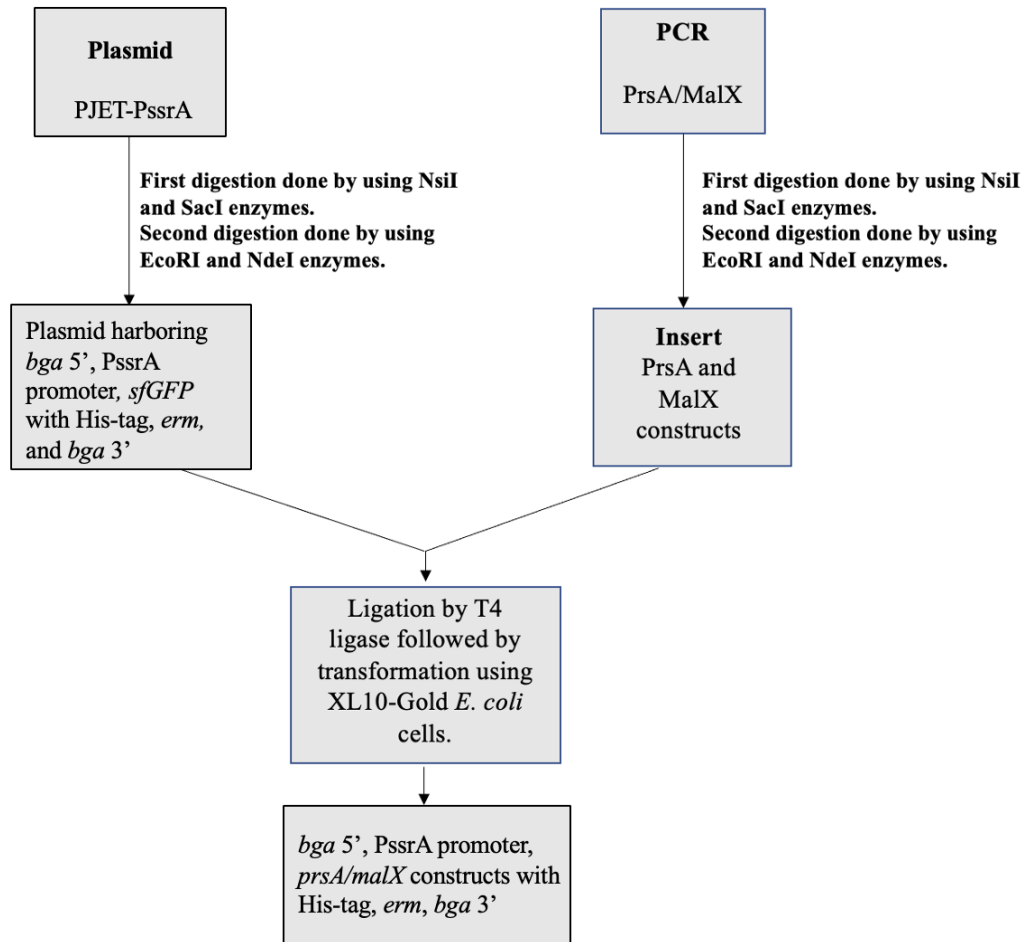 Plasmid
PJET-PssrA
PCR
PrsA/MalX
First digestion done by using NsiI
and SacI enzymes.
Second digestion done by using
EcoRI and NdeI enzymes.
First digestion done by using NsiI
and SacI enzymes.
Second digestion done by using
EcoRI and NdeI enzymes.
Plasmid harboring
bga 5’, PssrA
promoter, sfGFP
with His-tag, erm,
and bga 3’
Insert
PrsA and
MalX
constructs
Ligation by T4
ligase followed by
transformation using
XL10-Gold E. coli
cells.
bga 5’, PssrA promoter,
prsA/malX constructs with
His-tag, erm, bga 3’